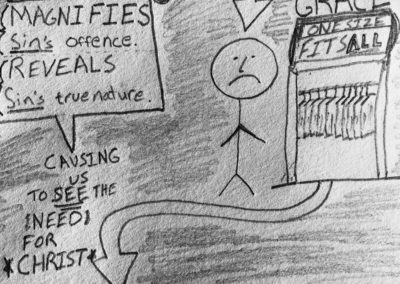 MAGNIFIES
Sin's offence.
REVEALS
Sin's true nature.
CAUSING
US
TO SEE THE
!NEED!
FOR
*CHRIST*
GRACE
ONE SIZE
FITS ALL